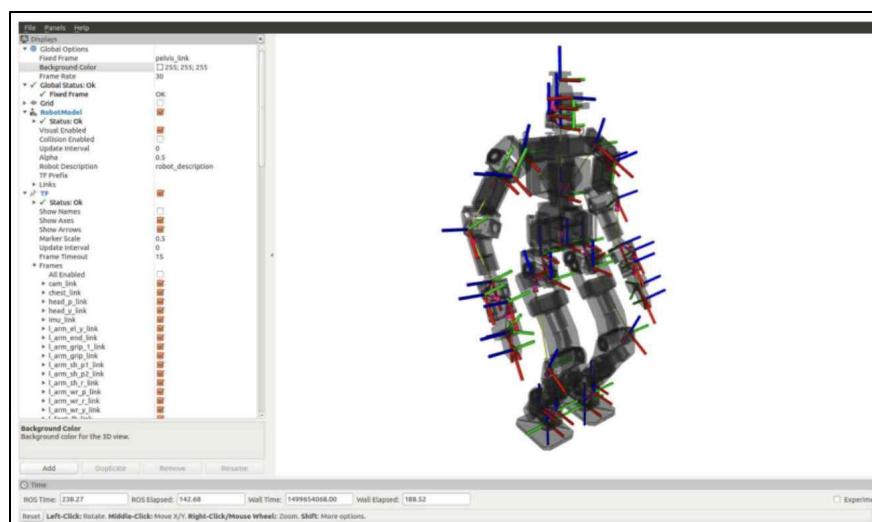 File Panels Help
Displays
Global Options
Fixed Frame pelvis_link
Background Color 255; 255; 255
Frame Rate 30
Global Status: Ok
Fixed Frame OK
Grid
RobotModel
Status: Ok
Visual Enabled
Collision Enabled
Update Interval 0
Alpha 0.5
Robot Description robot_description
TF Prefix
Links
TF
Status: Ok
Show Names
Show Axes
Show Arrows
Marker Scale 0.5
Update Interval 0
Frame Timeout 15
Frames
All Enabled
cam_link
chest_link
head_p_link
head_y_link
imu_link
l_arm_el_y_link
l_arm_end_link
l_arm_grip_1_link
l_arm_grip_link
l_arm_sh_p1_link
l_arm_sh_p2_link
l_arm_sh_r_link
l_arm_wr_p_link
l_arm_wr_r_link
l_arm_wr_y_link
Background Color
Background color for the 3D view.
Add Duplicate Remove Rename
Time
ROS Time: 238.27 ROS Elapsed: 142.68 Wall Time: 1499654068.00 Wall Elapsed: 188.52 Experime
Reset Left-Click: Rotate. Middle-Click: Move X/Y. Right-Click/Mouse Wheel: Zoom. Shift: More options.